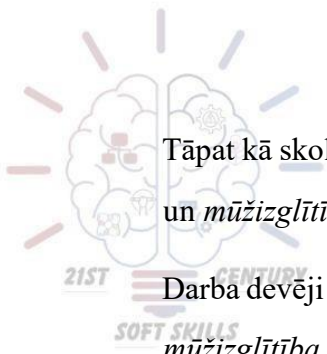 Tāpat kā skol
un mūžizglītī
21ST CENTURY
Darba devēji
SOFT SKILLS
mūžizglītība